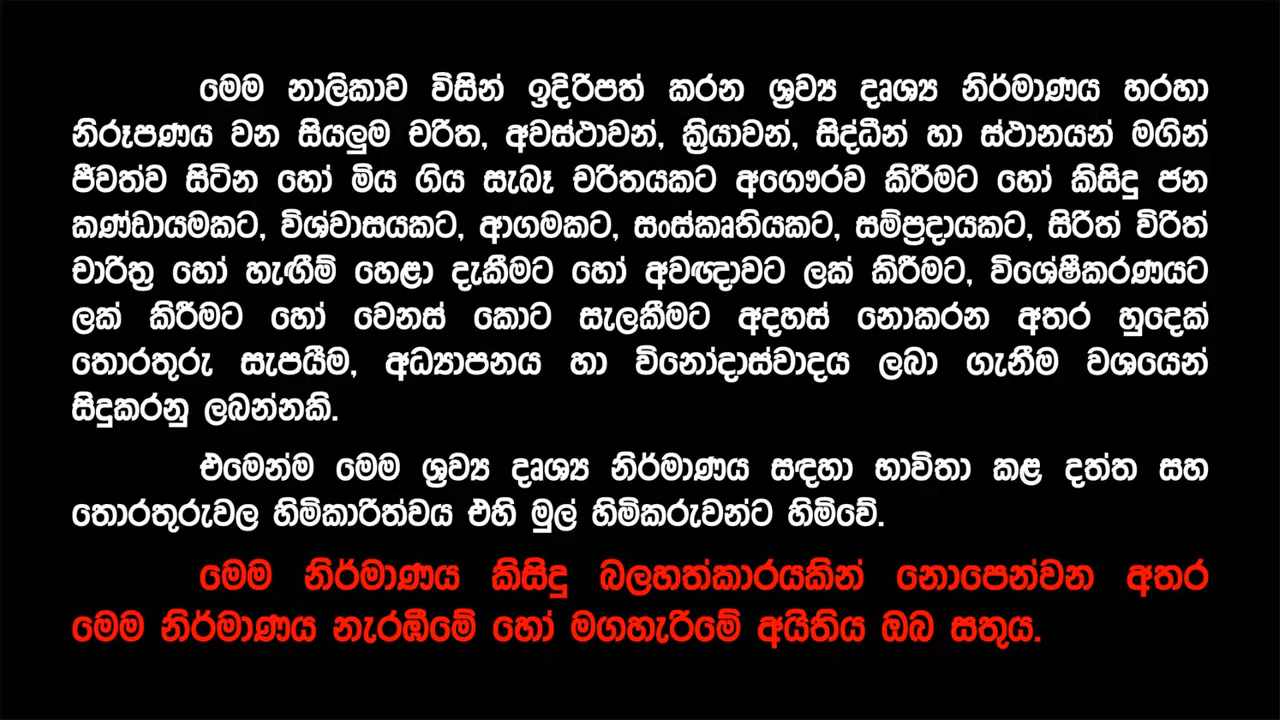 මෙම නාලිකාව විසින් ඉදිරිපත් කරන ශ්‍රව්‍ය දෘශ්‍ය නිර්මාණය හරහා
නිරූපණය වන සියලුම චරිත, අවස්ථාවන්, ක්‍රියාවන්, සිද්ධීන් හා ස්ථානයන් මගින්
ජීවත්ව සිටින හෝ මිය ගිය සැබෑ චරිතයකට අගෞරව කිරීමට හෝ කිසිදු ජන
කණ්ඩායමකට, විශ්වාසයකට, ආගමකට, සංස්කෘතියකට, සම්ප්‍රදායකට, සිරිත් විරිත්
චාරිත්‍ර හෝ හැඟීම් හෙළා දැකීමට හෝ අවඥාවට ලක් කිරීමට, විශේෂීකරණයට
ලක් කිරීමට හෝ වෙනස් කොට සැලකීමට අදහස් නොකරන අතර හුදෙක්
තොරතුරු සැපයීම, අධ්‍යාපනය හා විනෝදාස්වාදය ලබා ගැනීම වශයෙන්
සිදුකරනු ලබන්නකි.
එමෙන්ම මෙම ශ්‍රව්‍ය දෘශ්‍ය නිර්මාණය සඳහා භාවිතා කළ දත්ත සහ
තොරතුරුවල හිමිකාරිත්වය එහි මුල් හිමිකරුවන්ට හිමිවේ.
මෙම නිර්මාණය කිසිදු බලහත්කාරයකින් නොපෙන්වන අතර
මෙම නිර්මාණය නැරඹීමේ හෝ මගහැරීමේ අයිතිය ඔබ සතුය.